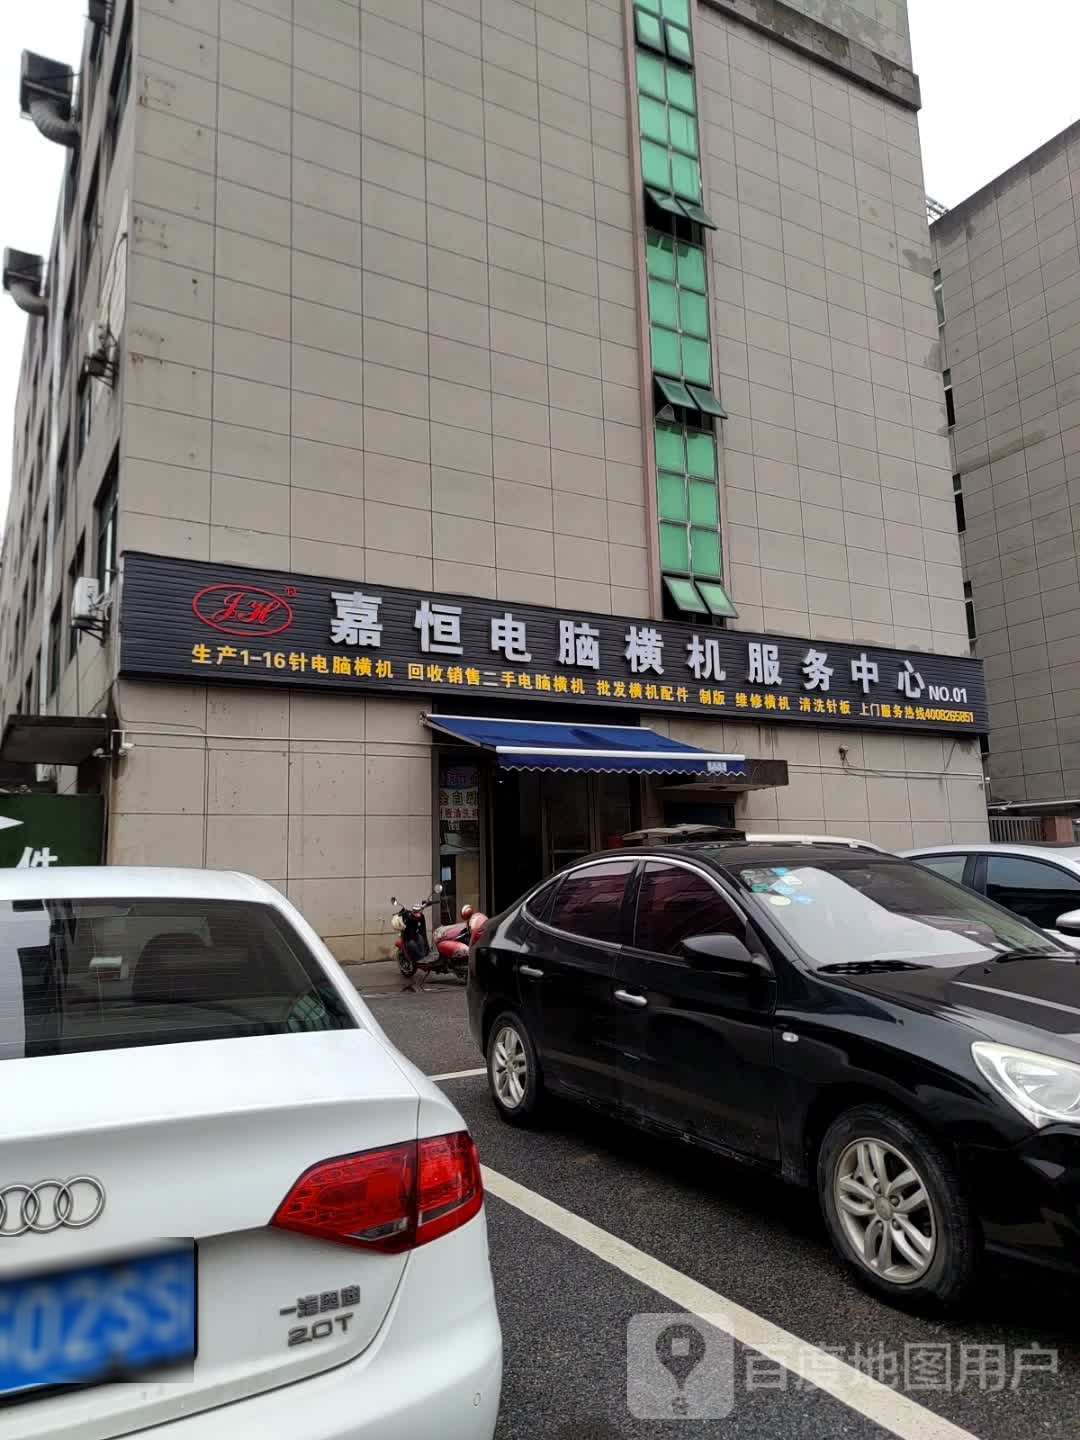 JH®
嘉恒电脑横机服务中心 NO.01
生产1-16针电脑横机 回收销售二手电脑横机 批发横机配件 制版 维修横机 清洗针板 上门服务热线4008265851
件
一汽奥迪
2.0T
百度地图用户